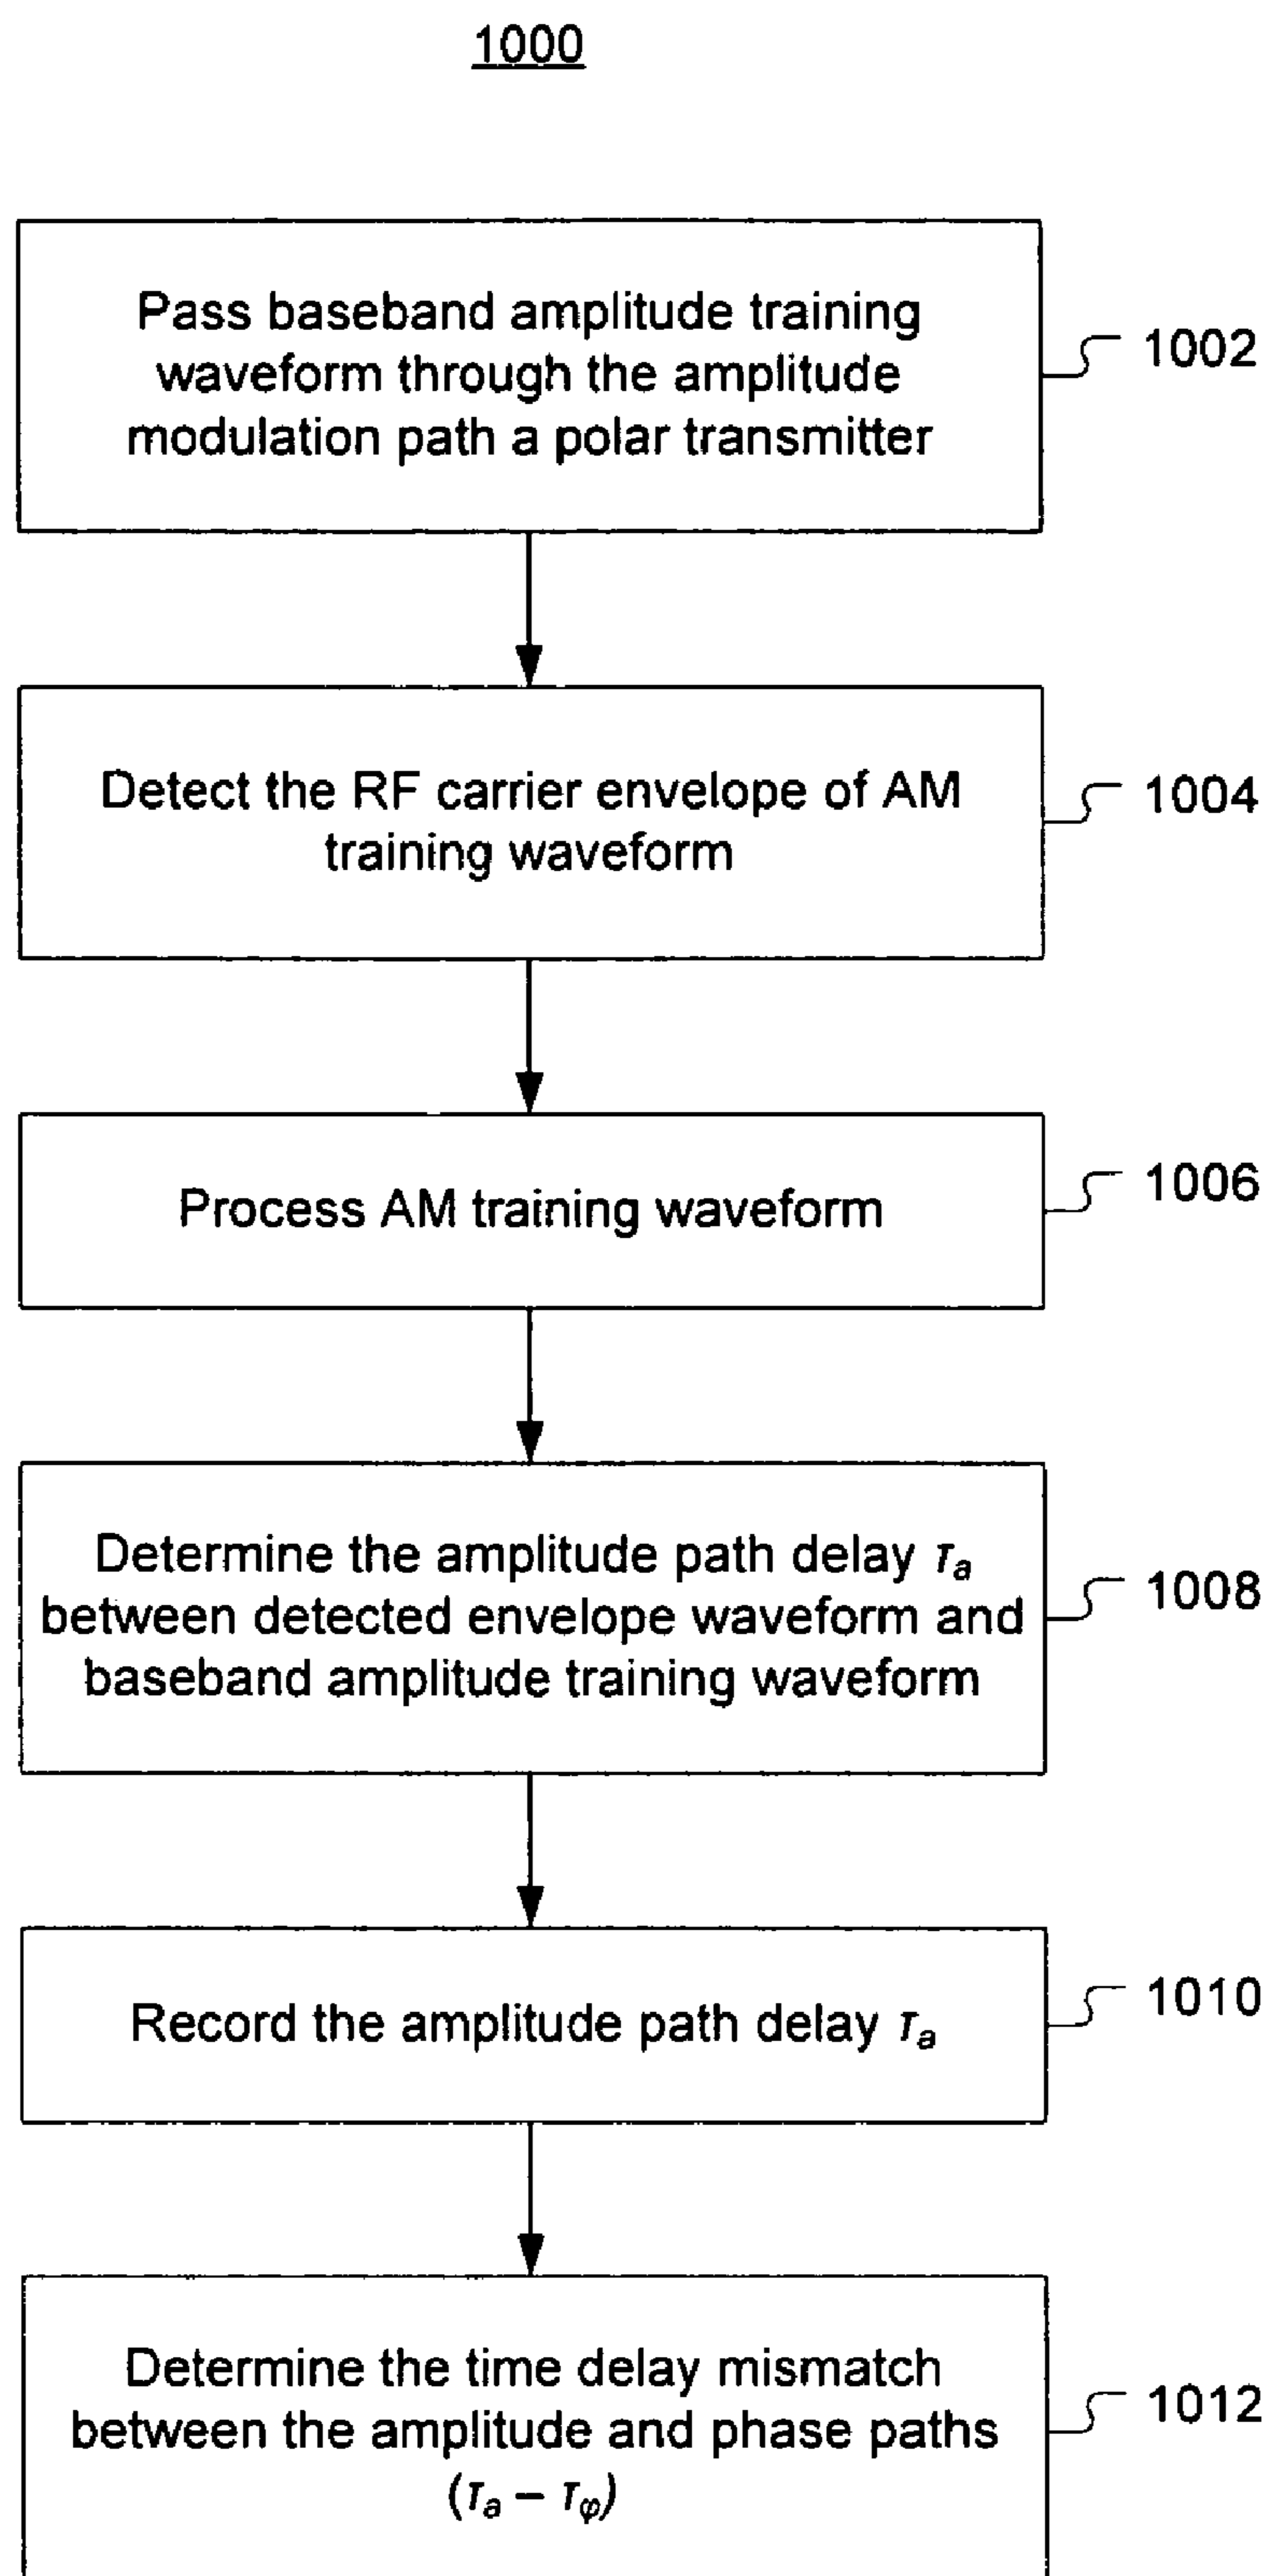 1000
Pass baseband amplitude training
waveform through the amplitude
modulation path a polar transmitter
1002
Detect the RF carrier envelope of AM
training waveform
1004
Process AM training waveform
1006
Determine the amplitude path delay τa
between detected envelope waveform and
baseband amplitude training waveform
1008
Record the amplitude path delay τa
1010
Determine the time delay mismatch
between the amplitude and phase paths
(τa – τφ)
1012